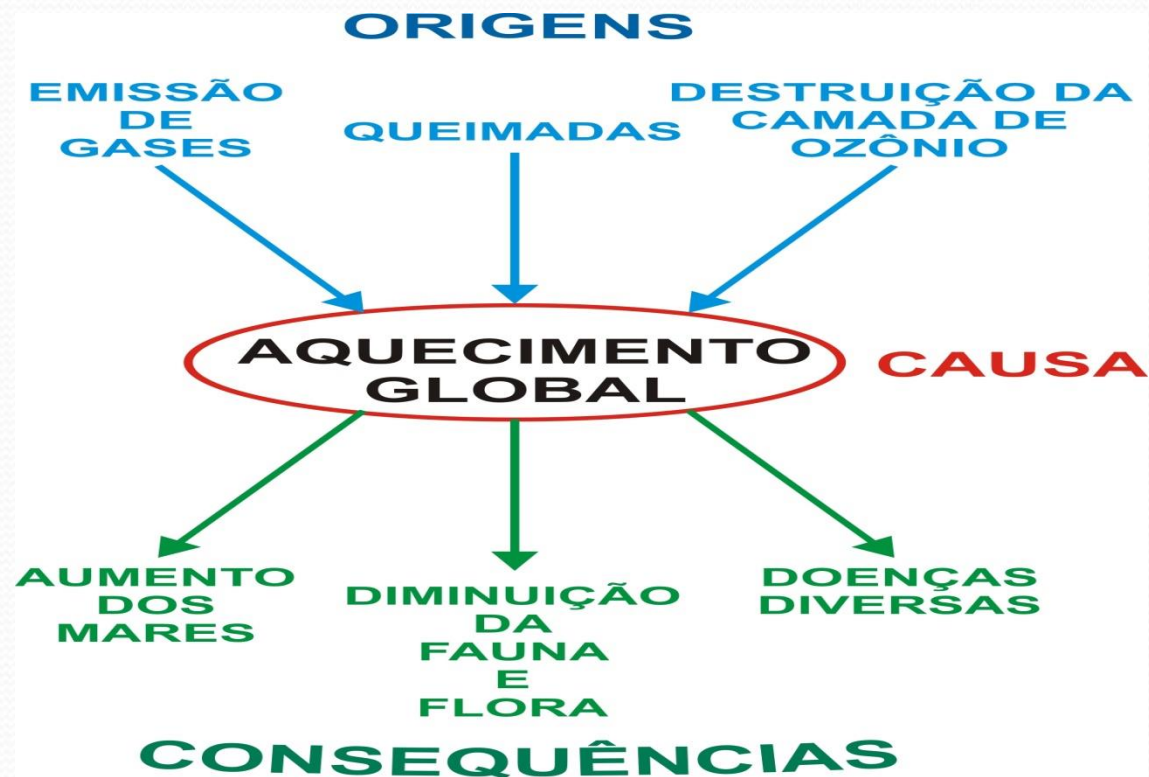 ORIGENS
EMISSÃO
DE
GASES
QUEIMADAS
DESTRUIÇÃO DA
CAMADA DE
OZÔNIO
AQUECIMENTO
GLOBAL
CAUSA
AUMENTO
DOS
MARES
DIMINUIÇÃO
DA
FAUNA
E
FLORA
DOENÇAS
DIVERSAS
CONSEQUÊNCIAS